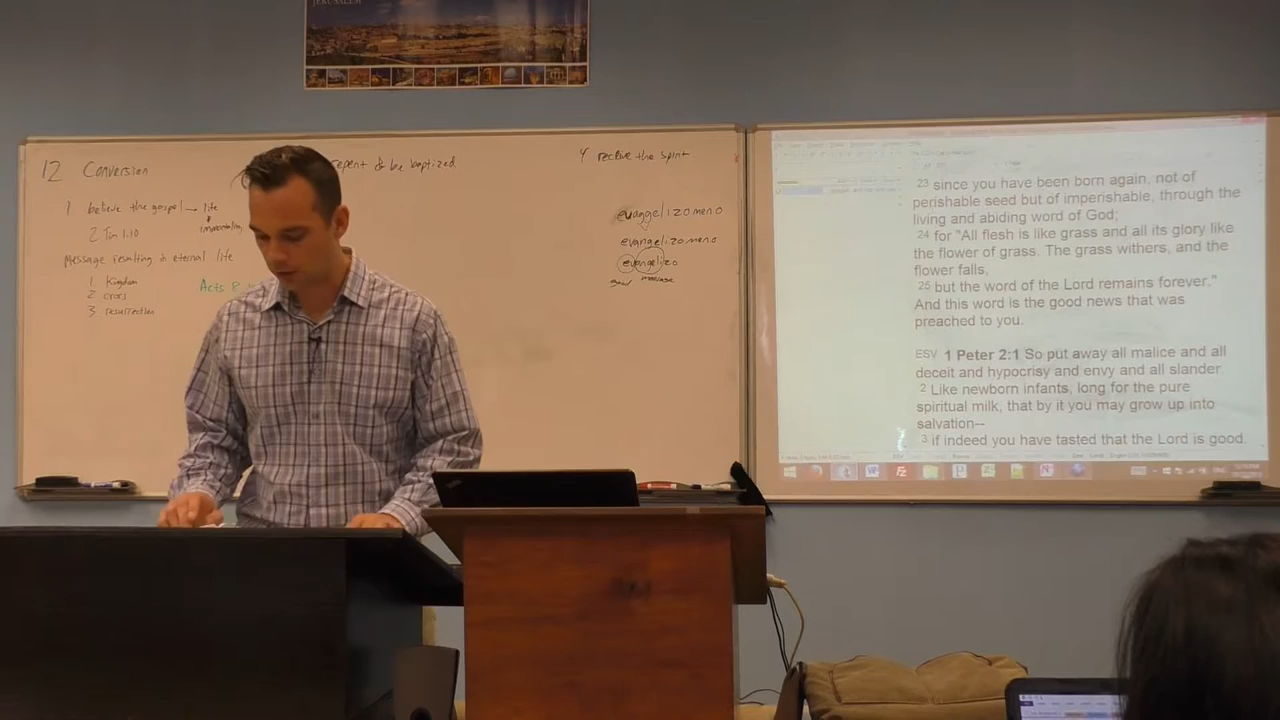 JERUSALEM
12 Conversion
repent & be baptized
4 receive the spirit
1 believe the gospel → life
immortality
2 Tim 1:10
Message resulting in eternal life
1 Kingdom
2 cross
3 resurrection
Acts 8
evangelizomeno
evangelizomeno
evangelizo
good message
23 since you have been born again, not of
perishable seed but of imperishable, through the
living and abiding word of God;
24 for "All flesh is like grass and all its glory like
the flower of grass. The grass withers, and the
flower falls,
25 but the word of the Lord remains forever."
And this word is the good news that was
preached to you.
ESV 1 Peter 2:1 So put away all malice and all
deceit and hypocrisy and envy and all slander.
2 Like newborn infants, long for the pure
spiritual milk, that by it you may grow up into
salvation--
3 if indeed you have tasted that the Lord is good.